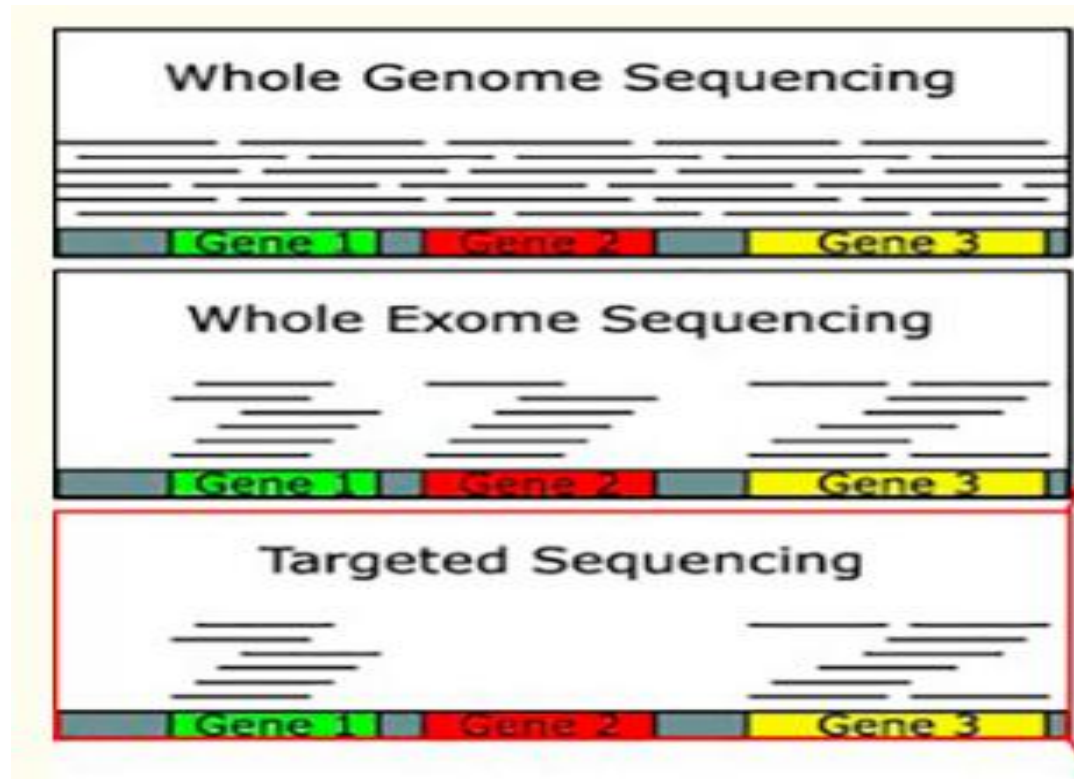 Whole Genome Sequencing
Gene 1 Gene 2 Gene 3
Whole Exome Sequencing
Gene 1 Gene 2 Gene 3
Targeted Sequencing
Gene 1 Gene 2 Gene 3